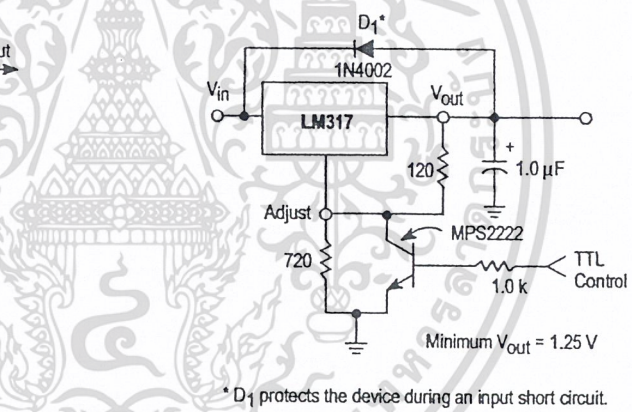 ut
D1*
1N4002
Vin
LM317
Vout
120
+
1.0 µF
Adjust
MPS2222
720
1.0 k
TTL
Control
Minimum Vout = 1.25 V
* D1 protects the device during an input short circuit.